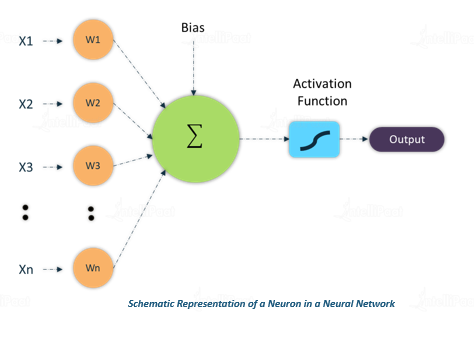 Bias
X1
W1
X2
W2
Activation
Function
Σ
Output
X3
W3
Xn
Wn
Schematic Representation of a Neuron in a Neural Network